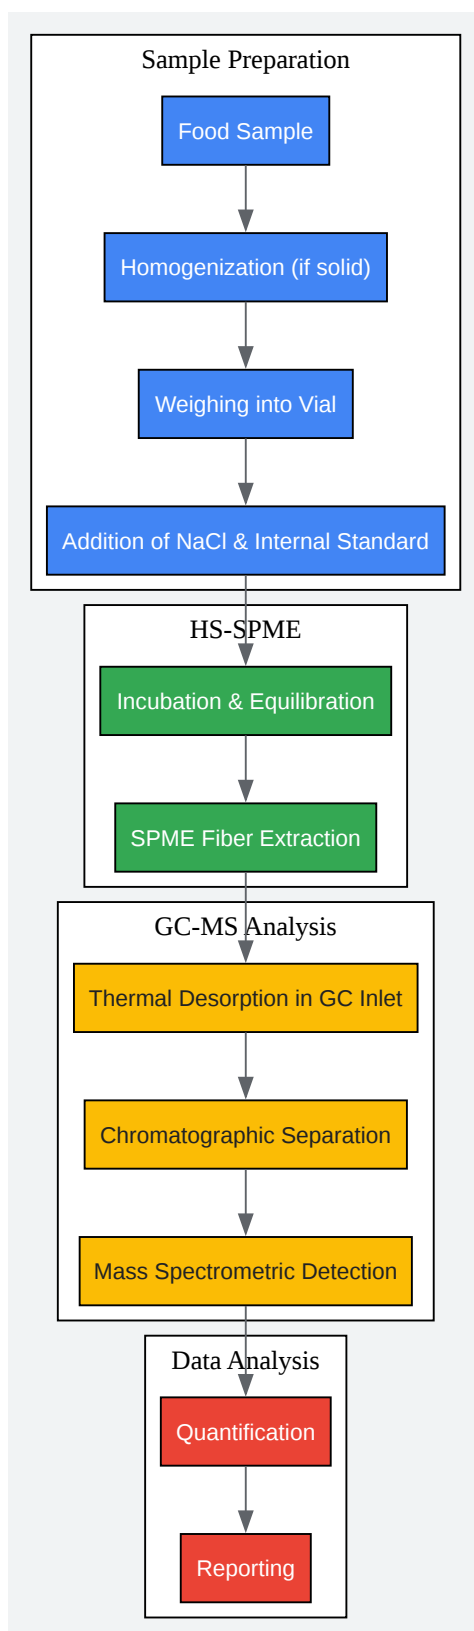 Sample Preparation
Food Sample
Homogenization (if solid)
Weighing into Vial
Addition of NaCl & Internal Standard
HS-SPME
Incubation & Equilibration
SPME Fiber Extraction
GC-MS Analysis
Thermal Desorption in GC Inlet
Chromatographic Separation
Mass Spectrometric Detection
Data Analysis
Quantification
Reporting